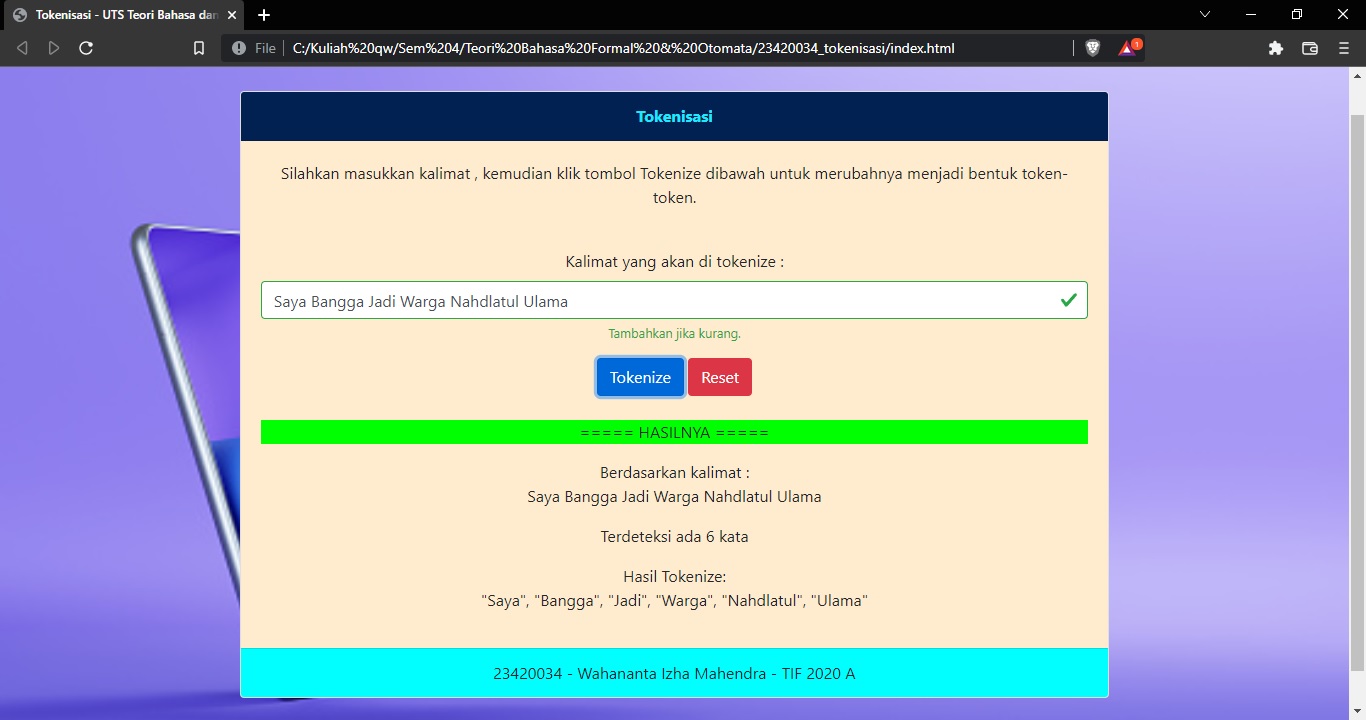 Tokenisasi - UTS Teori Bahasa dan
File
C:/Kuliah%20qw/Sem%204/Teori%20Bahasa%20Formal%20&%20Otomata/23420034_tokenisasi/index.html
1
Tokenisasi
Silahkan masukkan kalimat , kemudian klik tombol Tokenize dibawah untuk merubahnya menjadi bentuk token-
token.
Kalimat yang akan di tokenize :
Saya Bangga Jadi Warga Nahdlatul Ulama
Tambahkan jika kurang.
Tokenize Reset
===== HASILNYA =====
Berdasarkan kalimat :
Saya Bangga Jadi Warga Nahdlatul Ulama
Terdeteksi ada 6 kata
Hasil Tokenize:
"Saya", "Bangga", "Jadi", "Warga", "Nahdlatul", "Ulama"
23420034 - Wahananta Izha Mahendra - TIF 2020 A